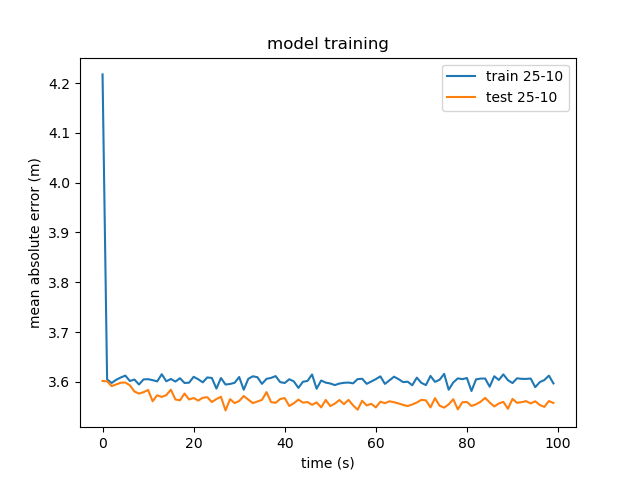 model training
train 25-10
test 25-10
mean absolute error (m)
4.2
4.1
4.0
3.9
3.8
3.7
3.6
0 20 40 60 80 100
time (s)